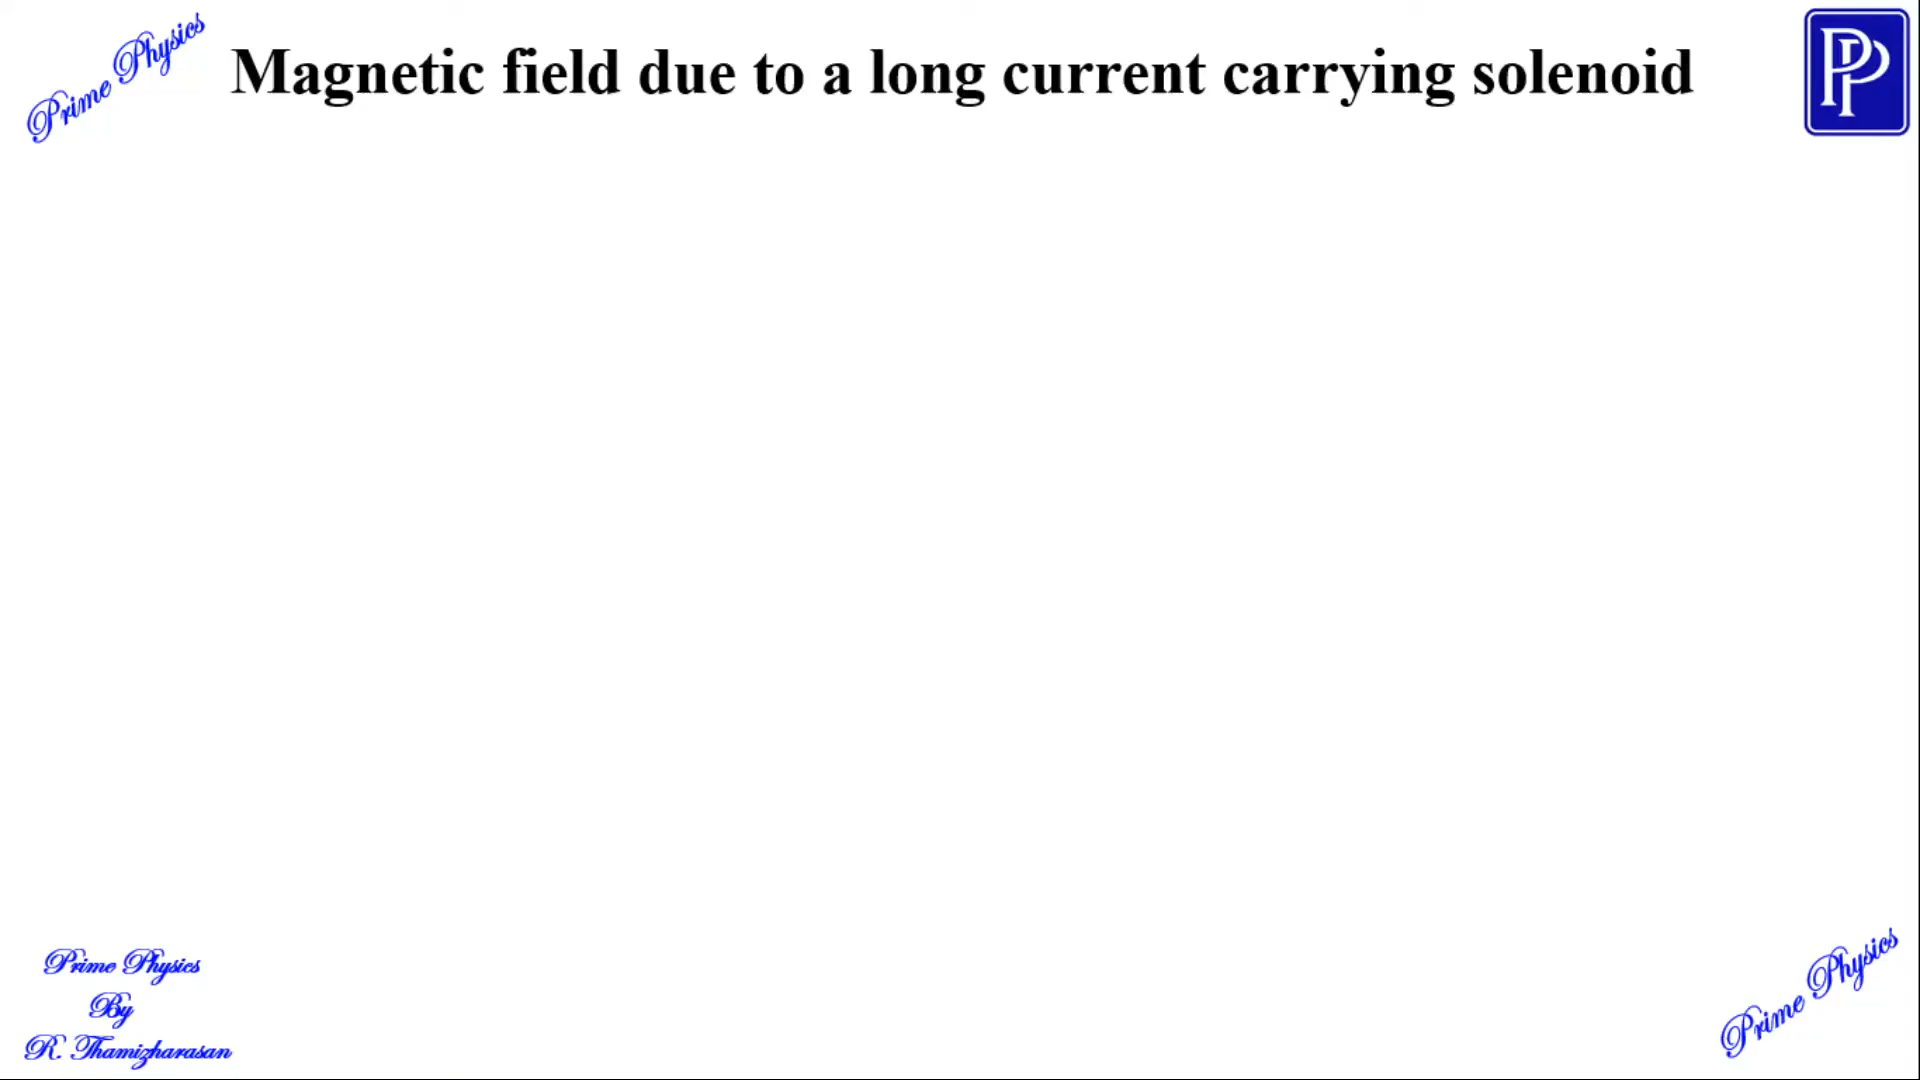 Prime Physics
Magnetic field due to a long current carrying solenoid
PP
Prime Physics
By
R. Thamizharasan
Prime Physics